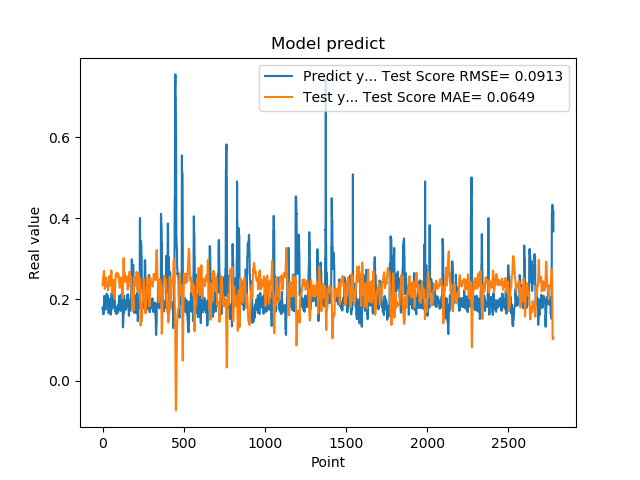 Model predict
Predict y... Test Score RMSE= 0.0913
Test y... Test Score MAE= 0.0649
Real value
0.6
0.4
0.2
0.0
0 500 1000 1500 2000 2500
Point